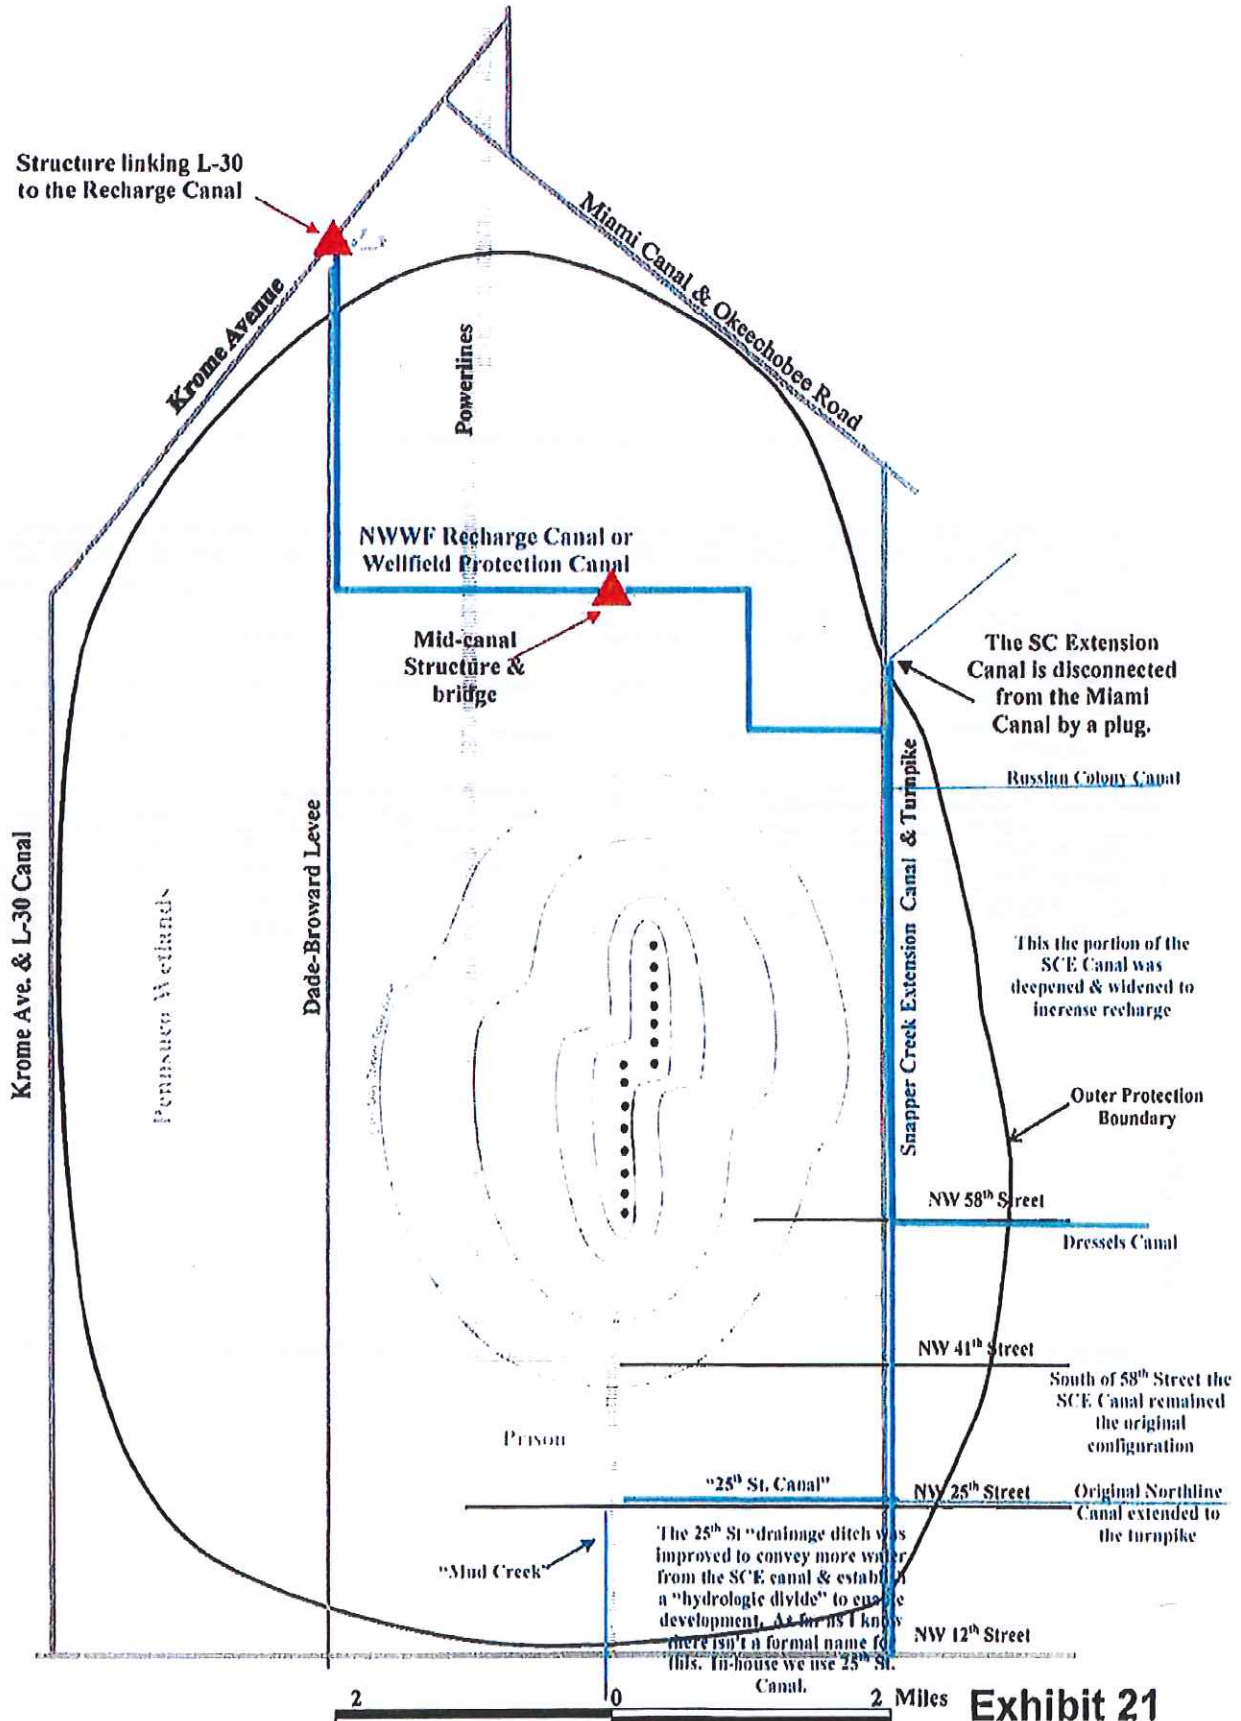 Structure linking L-30
to the Recharge Canal
Krome Avenue
Miami Canal & Okeechobee Road
Powerlines
NWWF Recharge Canal or
Wellfield Protection Canal
Mid-canal
Structure &
bridge
The SC Extension
Canal is disconnected
from the Miami
Canal by a plug.
Russian Colony Canal
Krome Ave. & L-30 Canal
Pennsuco Wetlands
Dade-Broward Levee
Snapper Creek Extension Canal & Turnpike
This the portion of the
SCE Canal was
deepened & widened to
increase recharge
Outer Protection
Boundary
NW 58th Street
Dressels Canal
NW 41th Street
South of 58th Street the
SCE Canal remained
the original
configuration
Prison
"25th St. Canal"
NW 25th Street
Original Northline
Canal extended to
the turnpike
"Mud Creek"
The 25th St "drainage ditch was
improved to convey more water
from the SCE canal & establish
a "hydrologic divide" to enable
development. As far as I know
there isn't a formal name for
this. In-house we use 25th St.
Canal.
NW 12th Street
2 0 2 Miles
Exhibit 21